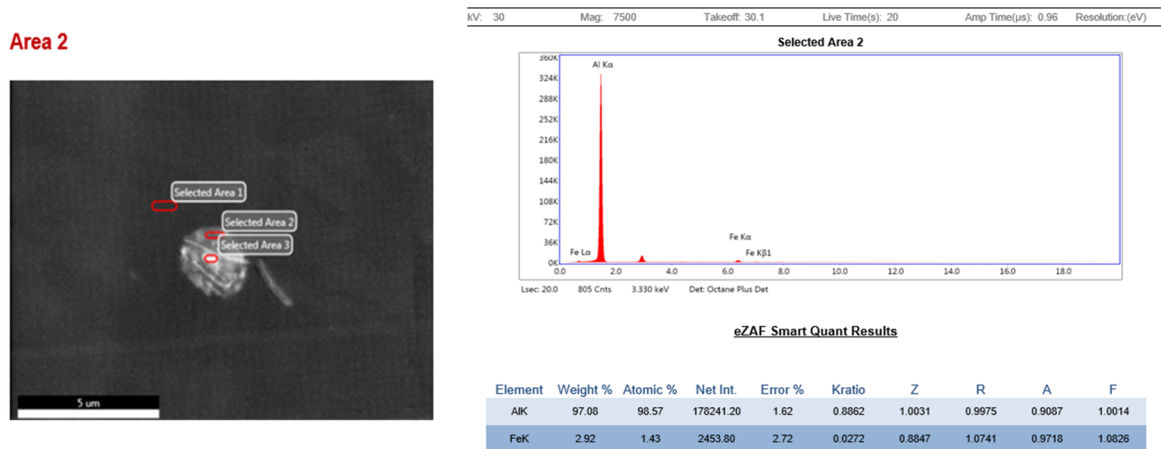 kV: 30 Mag: 7500 Takeoff: 30.1 Live Time(s): 20 Amp Time(µs): 0.96 Resolution:(eV)
Area 2
Selected Area 1
Selected Area 2
Selected Area 3
5 um
Selected Area 2
360K
324K
288K
252K
216K
180K
144K
108K
72K
36K
0K
Al Kα
Fe Lα
Fe Kα
Fe Kβ1
0.0 2.0 4.0 6.0 8.0 10.0 12.0 14.0 16.0 18.0
Lsec: 20.0 805 Cnts 3.330 keV Det: Octane Plus Det
eZAF Smart Quant Results
Element Weight % Atomic % Net Int. Error % Kratio Z R A F
AlK 97.08 98.57 178241.20 1.62 0.8862 1.0031 0.9975 0.9087 1.0014
FeK 2.92 1.43 2453.80 2.72 0.0272 0.8847 1.0741 0.9718 1.0826